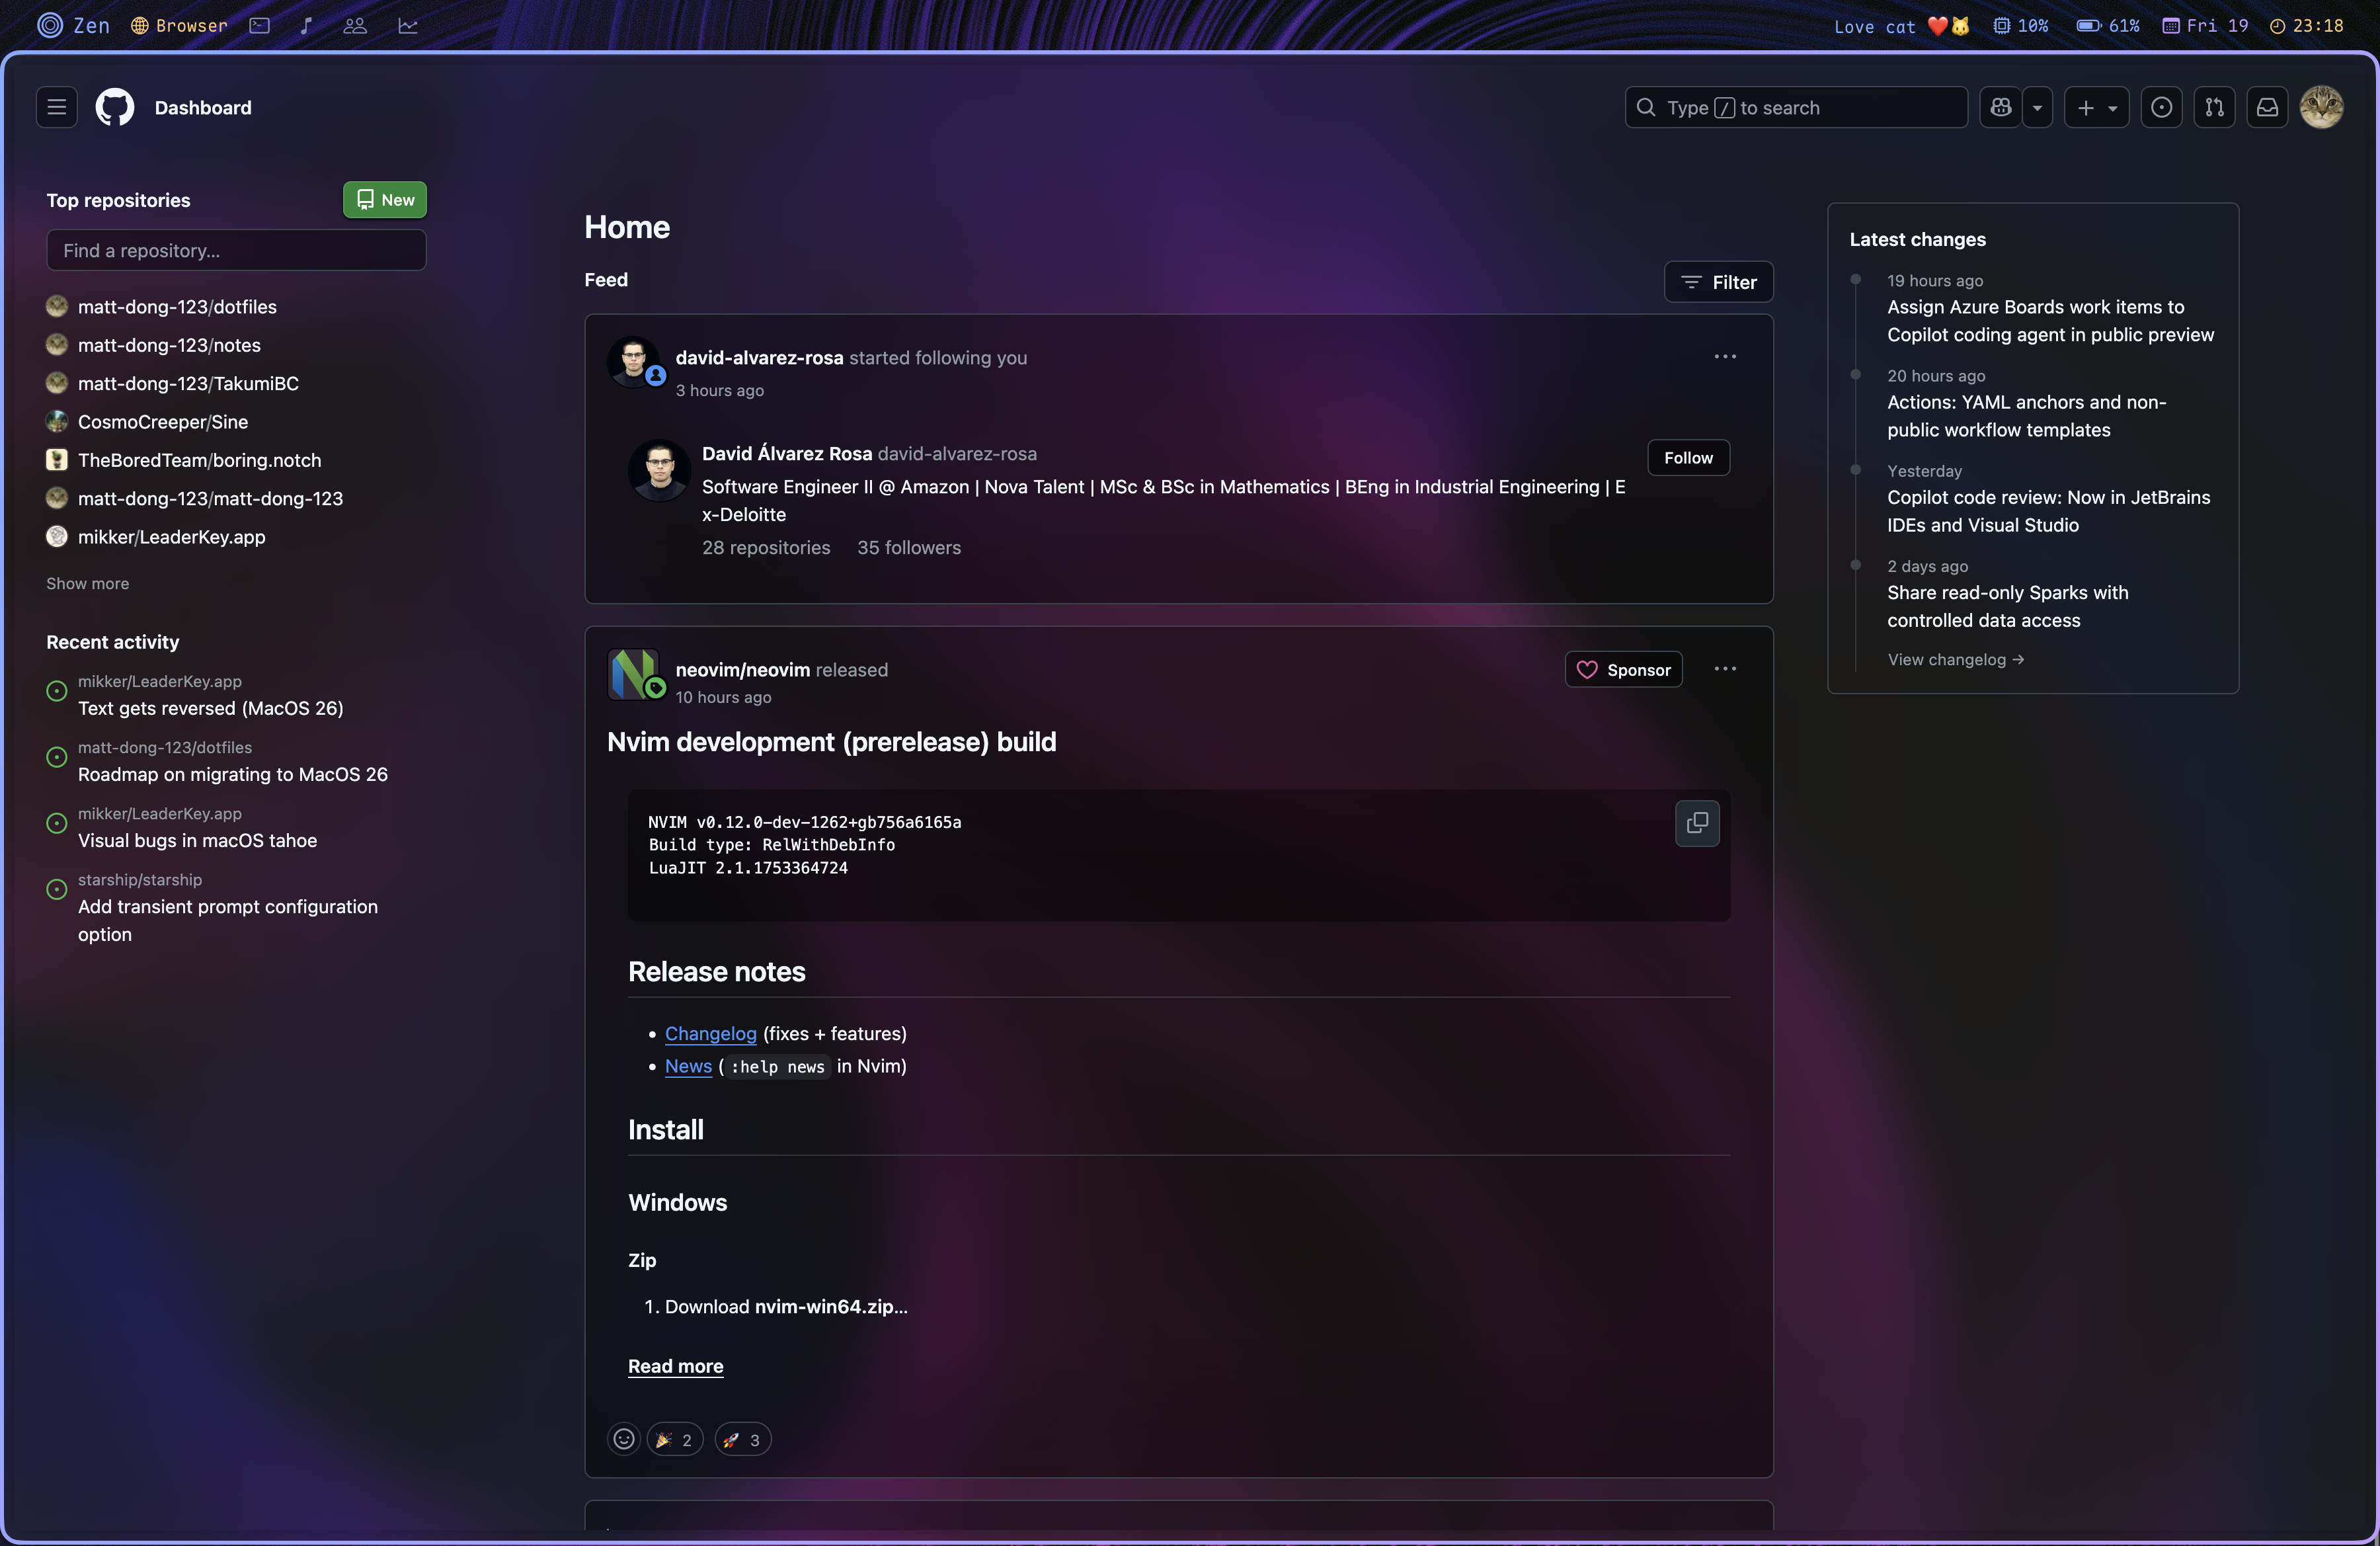 Zen Browser Love cat ❤️🐱 10% 61% Fri 19 23:18
Dashboard
Type / to search
Top repositories
New
Find a repository...
matt-dong-123/dotfiles
matt-dong-123/notes
matt-dong-123/TakumiBC
CosmoCreeper/Sine
TheBoredTeam/boring.notch
matt-dong-123/matt-dong-123
mikker/LeaderKey.app
Show more
Recent activity
mikker/LeaderKey.app
Text gets reversed (MacOS 26)
matt-dong-123/dotfiles
Roadmap on migrating to MacOS 26
mikker/LeaderKey.app
Visual bugs in macOS tahoe
starship/starship
Add transient prompt configuration
option
Home
Feed
Filter
david-alvarez-rosa started following you
3 hours ago
David Álvarez Rosa david-alvarez-rosa
Follow
Software Engineer II @ Amazon | Nova Talent | MSc & BSc in Mathematics | BEng in Industrial Engineering | E
x-Deloitte
28 repositories 35 followers
neovim/neovim released
Sponsor
10 hours ago
Nvim development (prerelease) build
NVIM v0.12.0-dev-1262+gb756a6165a
Build type: RelWithDebInfo
LuaJIT 2.1.1753364724
Release notes
• Changelog (fixes + features)
• News ( :help news in Nvim)
Install
Windows
Zip
1. Download nvim-win64.zip...
Read more
🎉 2 🚀 3
Latest changes
19 hours ago
Assign Azure Boards work items to
Copilot coding agent in public preview
20 hours ago
Actions: YAML anchors and non-
public workflow templates
Yesterday
Copilot code review: Now in JetBrains
IDEs and Visual Studio
2 days ago
Share read-only Sparks with
controlled data access
View changelog →